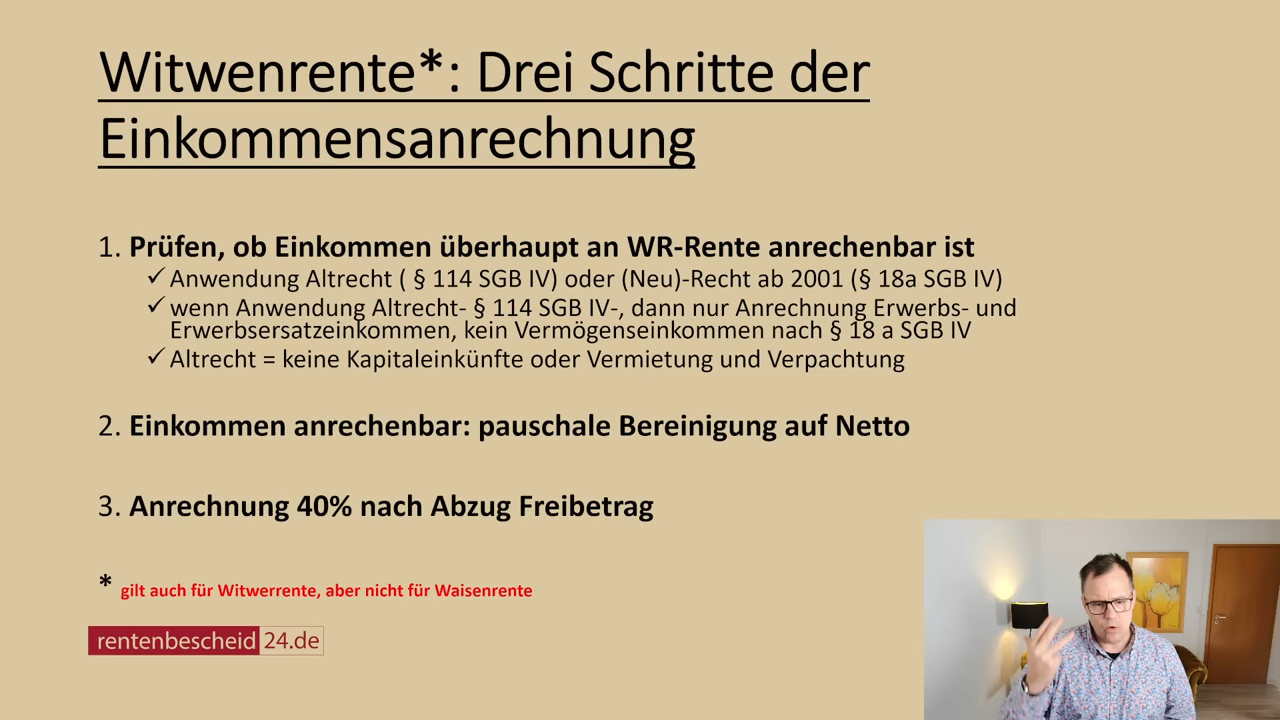 Witwenrente*: Drei Schritte der
Einkommensanrechnung
1. Prüfen, ob Einkommen überhaupt an WR-Rente anrechenbar ist
✓ Anwendung Altrecht ( § 114 SGB IV) oder (Neu)-Recht ab 2001 (§ 18a SGB IV)
✓ wenn Anwendung Altrecht- § 114 SGB IV-, dann nur Anrechnung Erwerbs- und
Erwerbsersatzeinkommen, kein Vermögenseinkommen nach § 18 a SGB IV
✓ Altrecht = keine Kapitaleinkünfte oder Vermietung und Verpachtung
2. Einkommen anrechenbar: pauschale Bereinigung auf Netto
3. Anrechnung 40% nach Abzug Freibetrag
* gilt auch für Witwerrente, aber nicht für Waisenrente
rentenbescheid 24.de